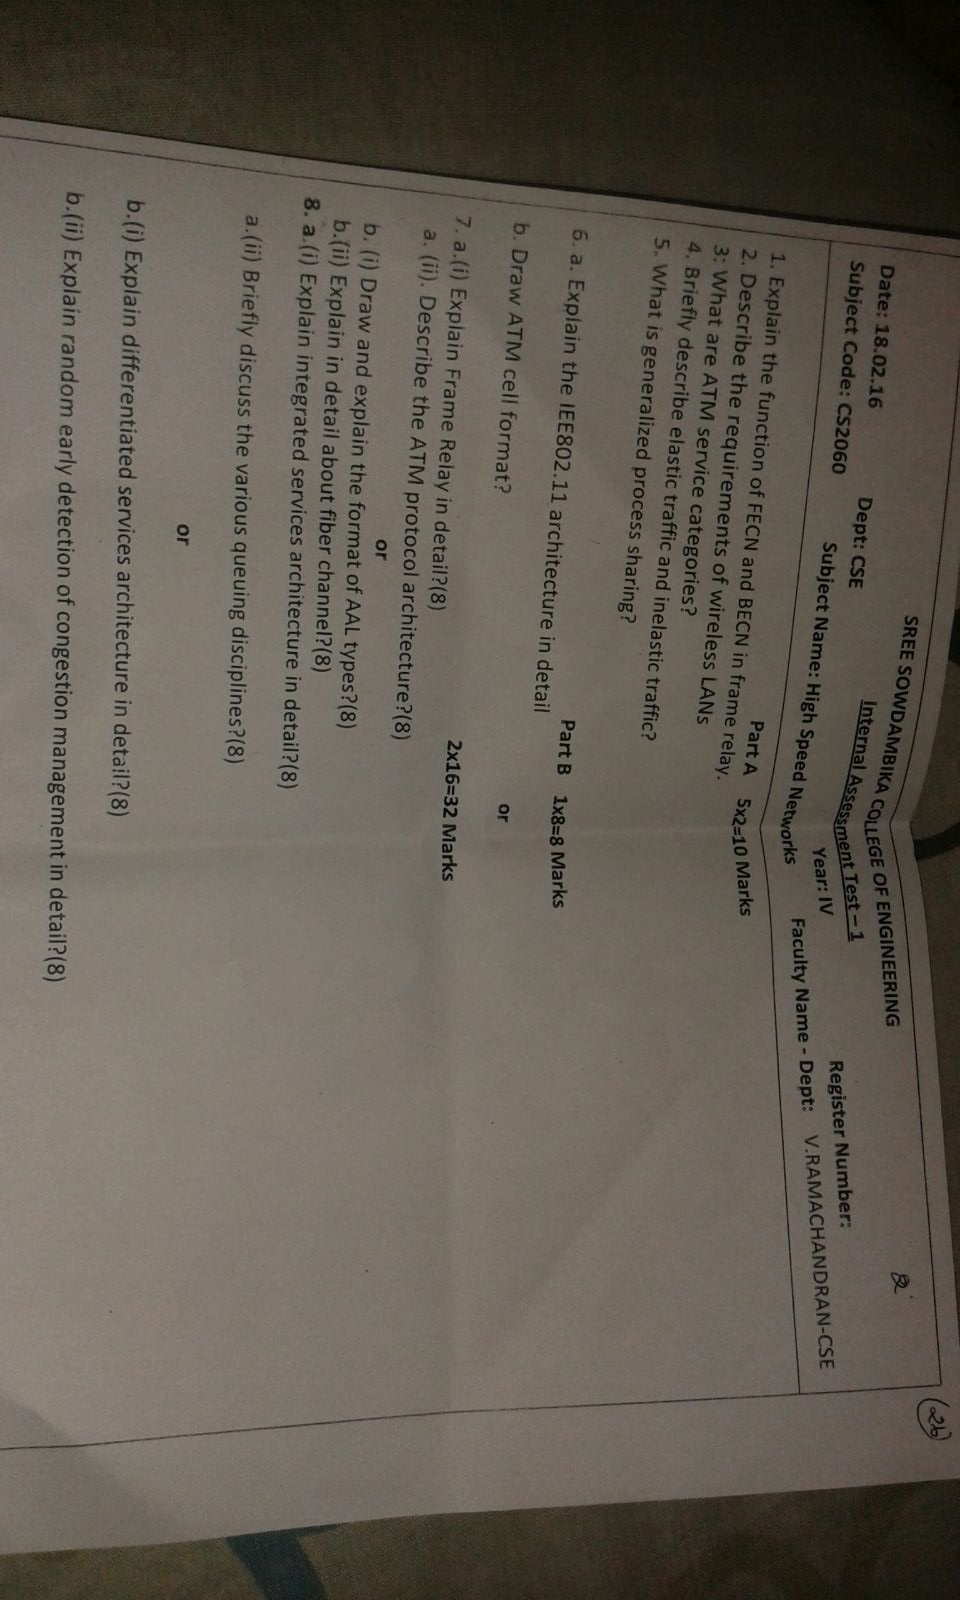 26
SREE SOWDAMBIKA COLLEGE OF ENGINEERING
Internal Assessment Test – 1
Date: 18.02.16 Dept: CSE Year: IV Register Number:
Subject Code: CS2060 Subject Name: High Speed Networks Faculty Name - Dept: V.RAMACHANDRAN-CSE
Part A 5x2=10 Marks
1. Explain the function of FECN and BECN in frame relay.
2. Describe the requirements of wireless LANs
3: What are ATM service categories?
4. Briefly describe elastic traffic and inelastic traffic?
5. What is generalized process sharing?
Part B 1x8=8 Marks
6. a. Explain the IEE802.11 architecture in detail
or
b. Draw ATM cell format?
2x16=32 Marks
7. a.(i) Explain Frame Relay in detail?(8)
a. (ii). Describe the ATM protocol architecture?(8)
or
b. (i) Draw and explain the format of AAL types?(8)
b.(ii) Explain in detail about fiber channel?(8)
8. a.(i) Explain integrated services architecture in detail?(8)
a.(ii) Briefly discuss the various queuing disciplines?(8)
or
b.(i) Explain differentiated services architecture in detail?(8)
b.(ii) Explain random early detection of congestion management in detail?(8)